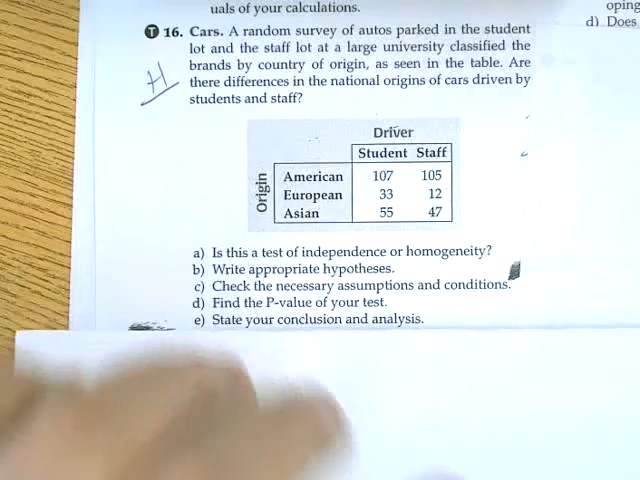 uals of your calculations.
oping
d) Does
T 16. Cars. A random survey of autos parked in the student
lot and the staff lot at a large university classified the
brands by country of origin, as seen in the table. Are
there differences in the national origins of cars driven by
students and staff?
H
Driver
Student Staff
Origin
American 107 105
European 33 12
Asian 55 47
a) Is this a test of independence or homogeneity?
b) Write appropriate hypotheses.
c) Check the necessary assumptions and conditions.
d) Find the P-value of your test.
e) State your conclusion and analysis.